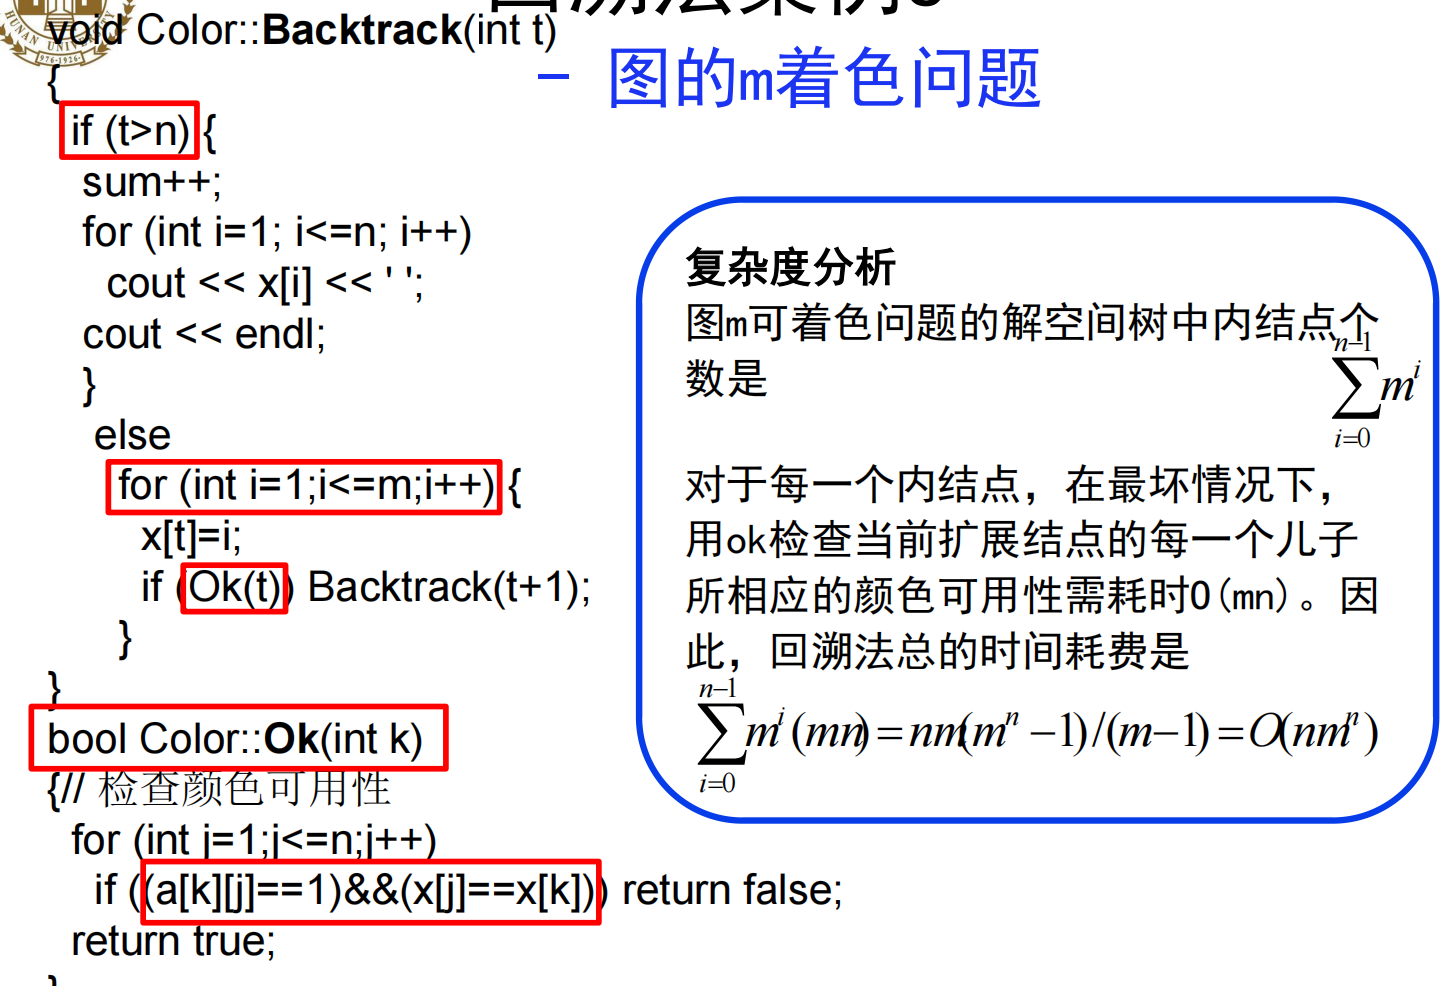 回溯法案例3
- 图的m着色问题
void Color::Backtrack(int t)
{
if (t>n) {
sum++;
for (int i=1; i<=n; i++)
cout << x[i] << ' ';
cout << endl;
}
else
for (int i=1;i<=m;i++) {
x[t]=i;
if (Ok(t)) Backtrack(t+1);
}
}
bool Color::Ok(int k)
{// 检查颜色可用性
for (int j=1;j<=n;j++)
if ((a[k][j]==1)&&(x[j]==x[k])) return false;
return true;
}
复杂度分析
图m可着色问题的解空间树中内结点个
数是 \sum_{i=0}^{n-1} m^i
对于每一个内结点，在最坏情况下，
用ok检查当前扩展结点的每一个儿子
所相应的颜色可用性需耗时O(mn)。因
此，回溯法总的时间耗费是
\sum_{i=0}^{n-1} m^i (mn) = nm(m^n −1)/(m−1) = O(nm^n)